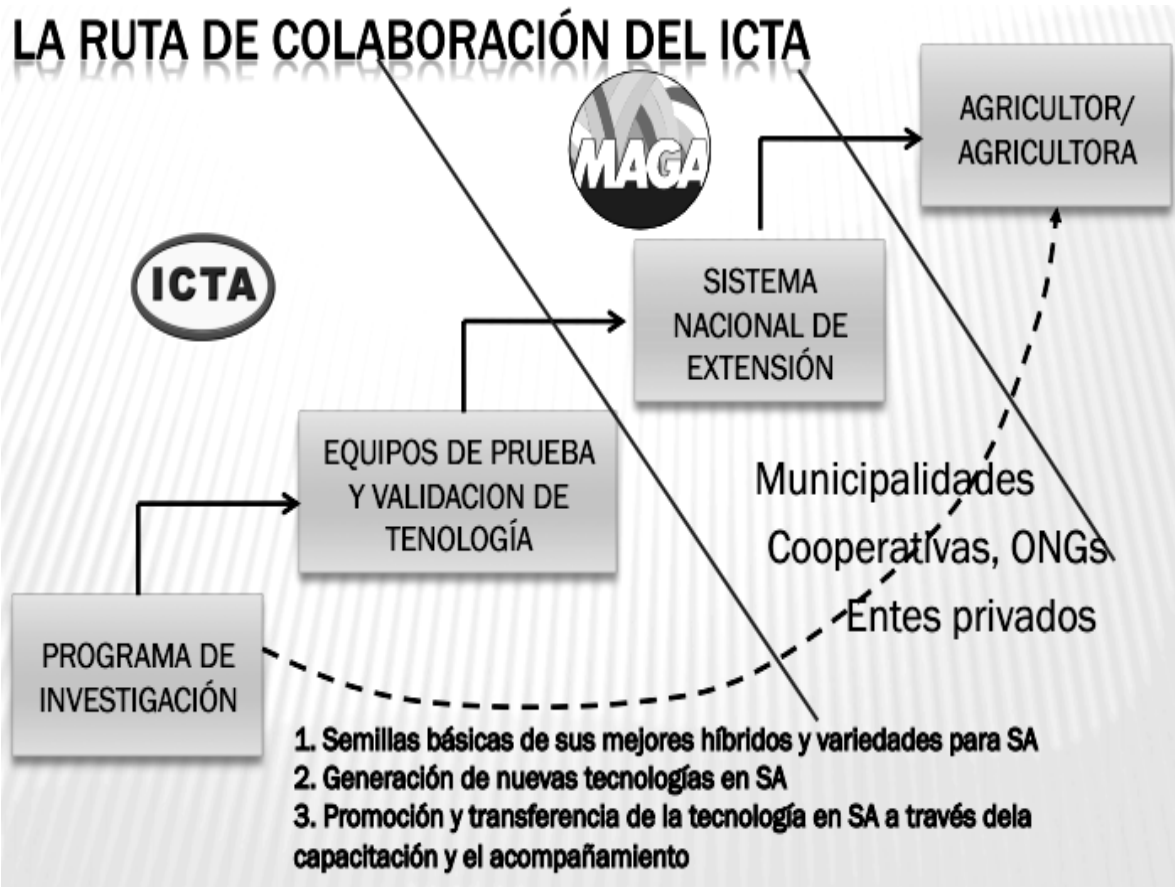 LA RUTA DE COLABORACIÓN DEL ICTA
MAGA
AGRICULTOR/
AGRICULTORA
ICTA
SISTEMA
NACIONAL DE
EXTENSIÓN
EQUIPOS DE PRUEBA
Y VALIDACION DE
TENOLOGÍA
Municipalidades
Cooperativas, ONGs
Entes privados
PROGRAMA DE
INVESTIGACIÓN
1. Semillas básicas de sus mejores híbridos y variedades para SA
2. Generación de nuevas tecnologías en SA
3. Promoción y transferencia de la tecnología en SA a través dela
capacitación y el acompañamiento